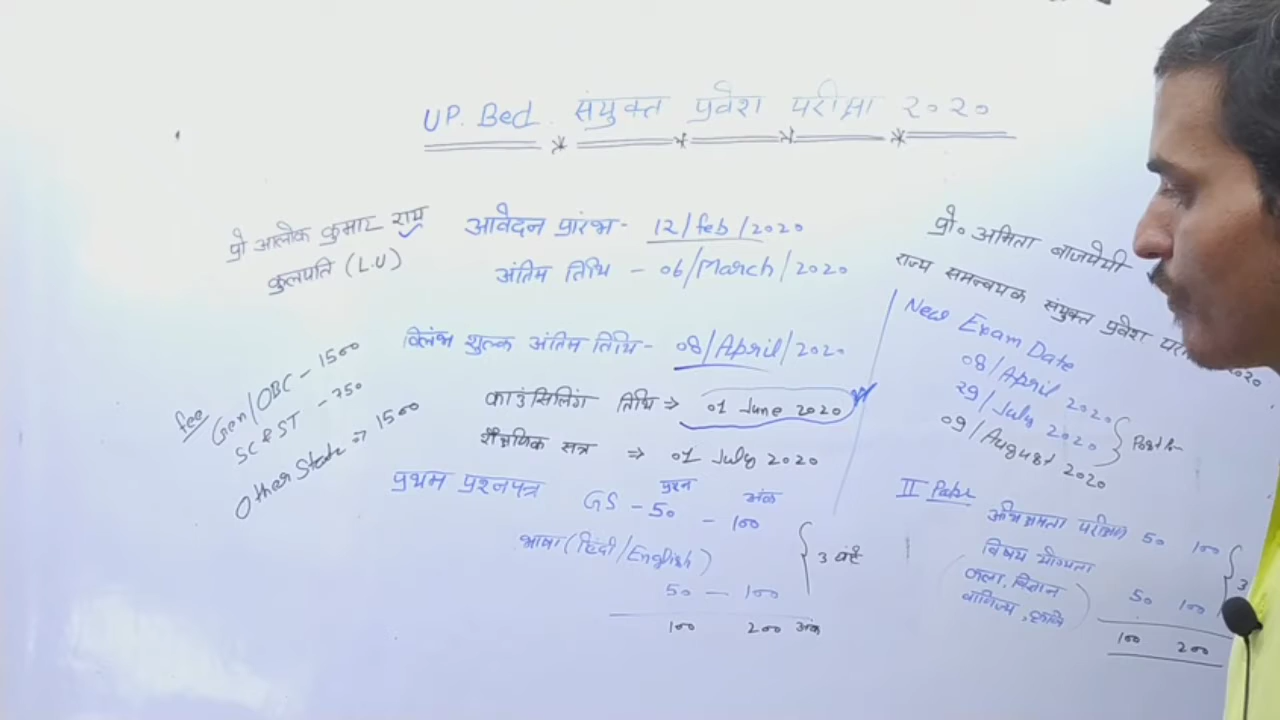 UP. Bed. संयुक्त प्रवेश परीक्षा २०२०
प्रो आलोक कुमार राय
कुलपति (L.U)
आवेदन प्रारंभ - 12/feb/2020
अंतिम तिथि - 06/March/2020
विलंब शुल्क अंतिम तिथि - 08/April/2020
काउंसिलिंग तिथि ⇒ 01 June 2020
शैक्षणिक सत्र ⇒ 01 July 2020
fee
Gen/OBC - 1500
SC & ST - 750
Other State ⇒ 1500
प्रथम प्रश्नपत्र
प्रश्न अंक
GS - 50 - 100
भाषा (हिंदी/English)
50 - 100
100 200 अंक
3 घंटे
प्रो० अमिता बाजपेयी
राज्य समन्वयक संयुक्त प्रवेश 2020
New Exam Date
08/April 2020
29/July 2020
09/August 2020
II Paper
अभिक्षमता परीक्षण 50 100
विषय योग्यता
कला, विज्ञान
वाणिज्य, कृषि
50 100
100 200
3